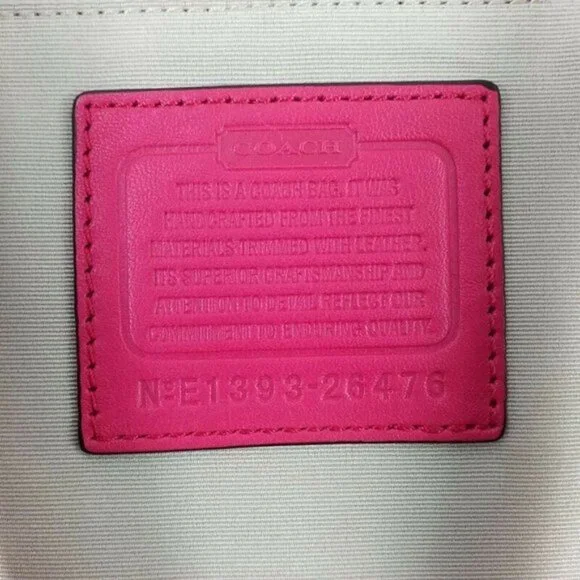 COACH
THIS IS A COACH BAG. IT WAS
HANDCRAFTED FROM THE FINEST
MATERIALS TRIMMED WITH LEATHER.
ITS SUPERIOR CRAFTSMANSHIP AND
ATTENTION TO DETAIL REFLECT OUR
COMMITMENT TO ENDURING QUALITY.
Nº E1393-26476